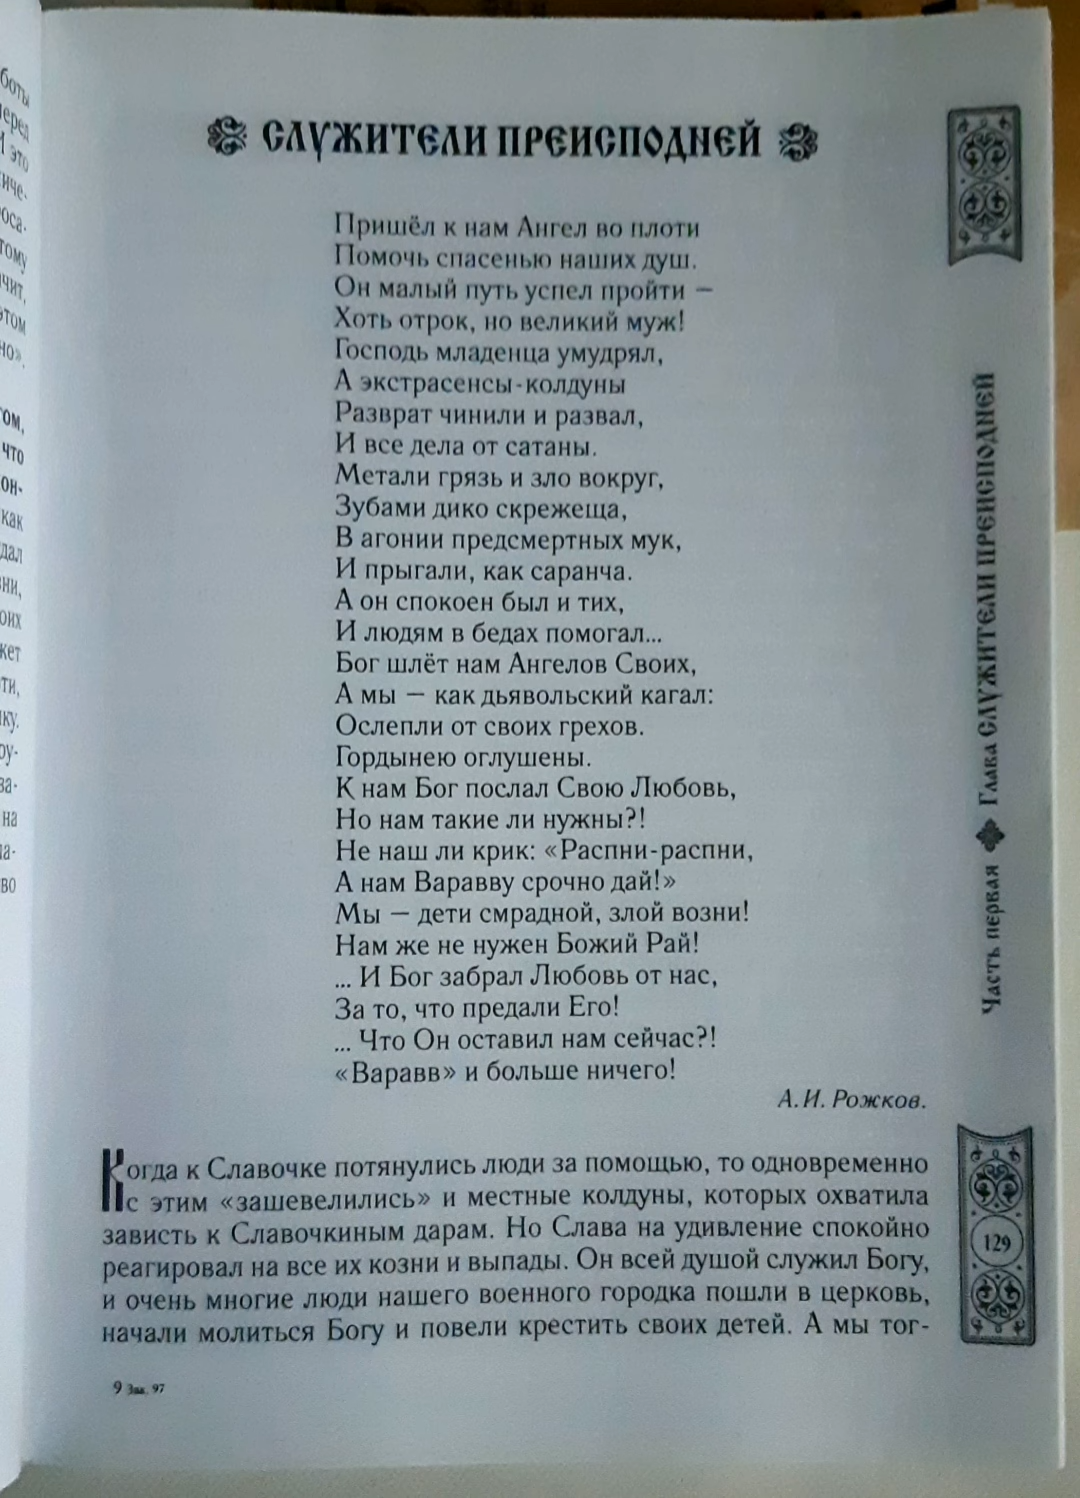 СЛУЖИТЕЛИ ПРЕИСПОДНЕЙ
Пришёл к нам Ангел во плоти
Помочь спасенью наших душ.
Он малый путь успел пройти —
Хоть отрок, но великий муж!
Господь младенца умудрял,
А экстрасенсы-колдуны
Разврат чинили и развал,
И все дела от сатаны.
Метали грязь и зло вокруг,
Зубами дико скрежеща,
В агонии предсмертных мук,
И прыгали, как саранча.
А он спокоен был и тих,
И людям в бедах помогал...
Бог шлёт нам Ангелов Своих,
А мы — как дьявольский кагал:
Ослепли от своих грехов.
Гордынею оглушены.
К нам Бог послал Свою Любовь,
Но нам такие ли нужны?!
Не наш ли крик: «Распни-распни,
А нам Варавву срочно дай!»
Мы — дети смрадной, злой возни!
Нам же не нужен Божий Рай!
... И Бог забрал Любовь от нас,
За то, что предали Его!
... Что Он оставил нам сейчас?!
«Варавв» и больше ничего!
А. И. Рожков.
Когда к Славочке потянулись люди за помощью, то одновременно
с этим «зашевелились» и местные колдуны, которых охватила
зависть к Славочкиным дарам. Но Слава на удивление спокойно
реагировал на все их козни и выпады. Он всей душой служил Богу,
и очень многие люди нашего военного городка пошли в церковь,
начали молиться Богу и повели крестить своих детей. А мы тог-
9 Зак. 97
Часть первая Глава СЛУЖИТЕЛИ ПРЕИСПОДНЕЙ
129